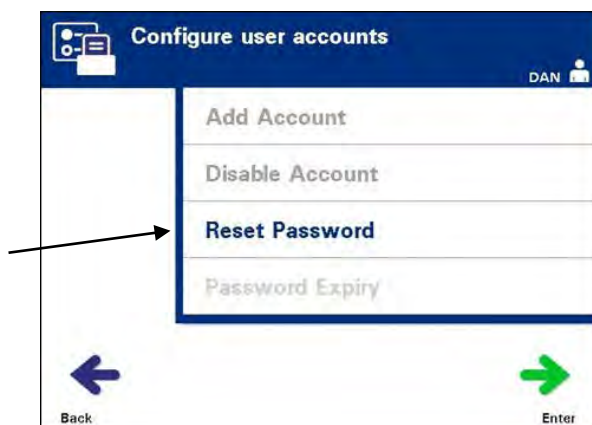 Configure user accounts
DAN
Add Account
Disable Account
Reset Password
Password Expiry
Back
Enter